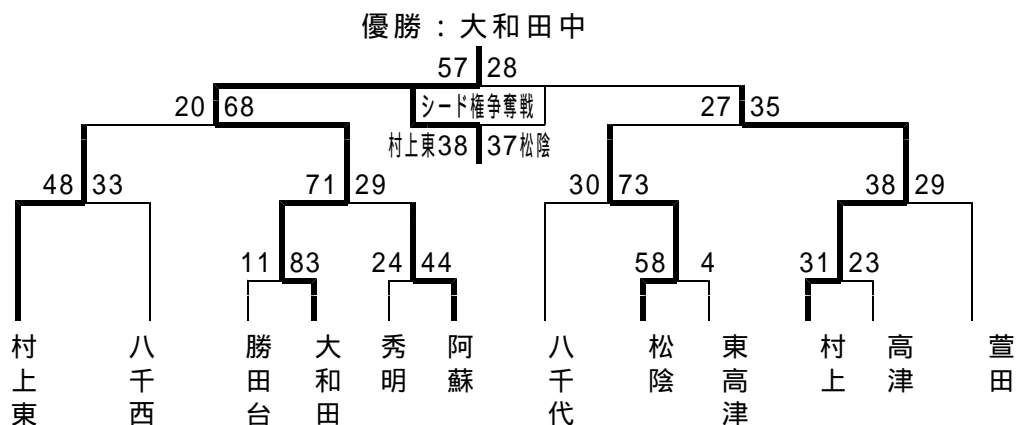 優勝：大和田中
57 28
20 68 シード権争奪戦 27 35
村上東38 37松陰
48 33 71 29 30 73 38 29
11 83 24 44 58 4 31 23
村上東
八千西
勝田台
大和田
秀明
阿蘇
八千代
松陰
東高津
村上
高津
萱田